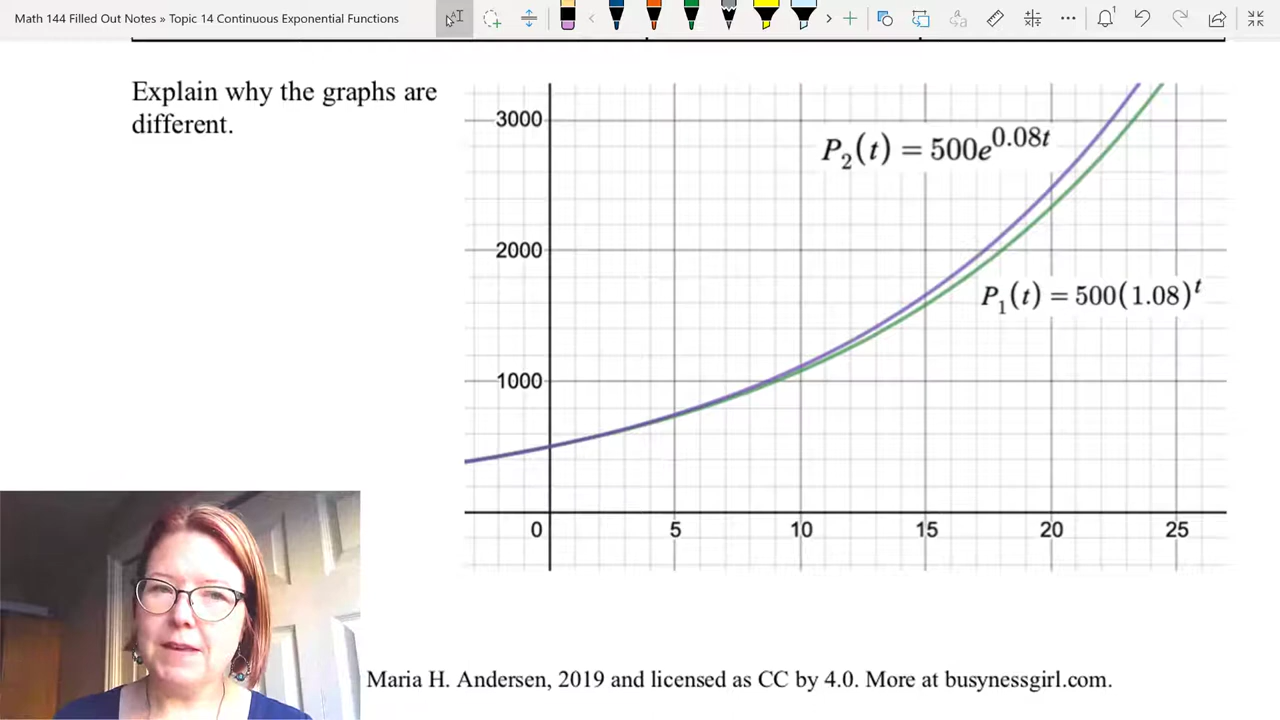 Math 144 Filled Out Notes » Topic 14 Continuous Exponential Functions
Explain why the graphs are
different.
3000
P₂(t) = 500e^0.08t
2000
P₁(t) = 500(1.08)^t
1000
0 5 10 15 20 25
Maria H. Andersen, 2019 and licensed as CC by 4.0. More at busynessgirl.com.